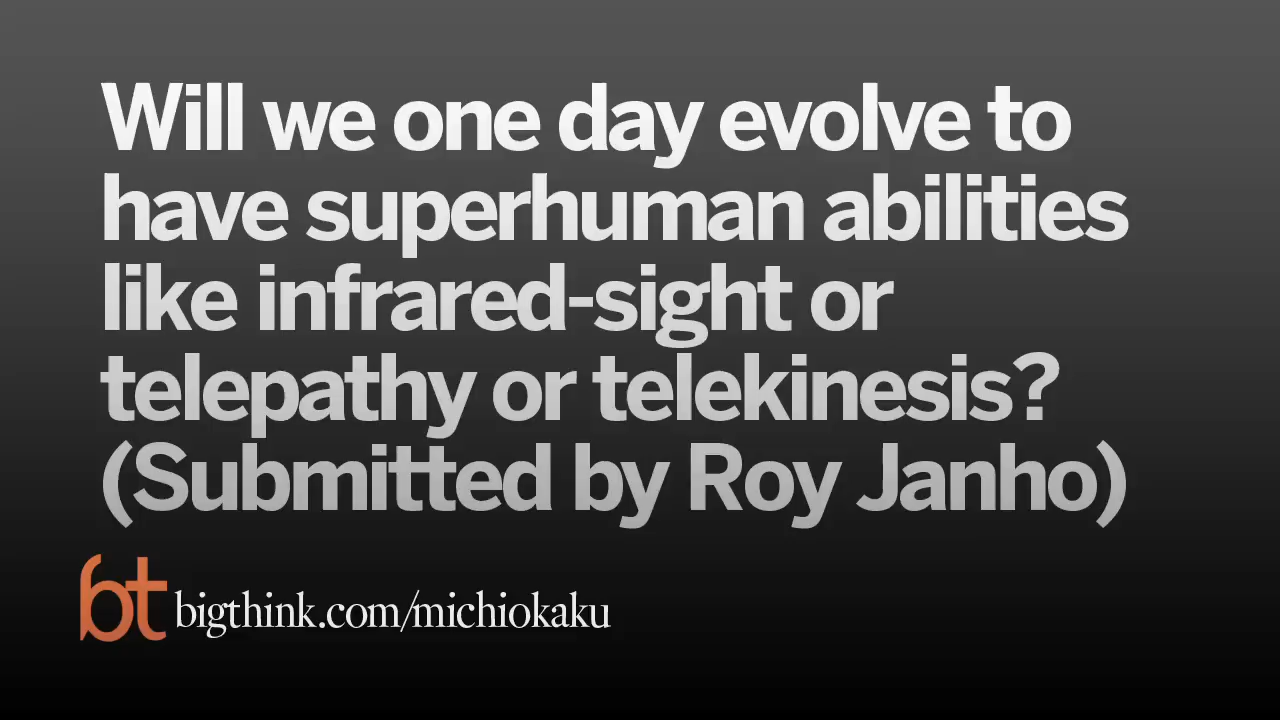 Will we one day evolve to
have superhuman abilities
like infrared-sight or
telepathy or telekinesis?
(Submitted by Roy Janho)
bt bigthink.com/michiokaku